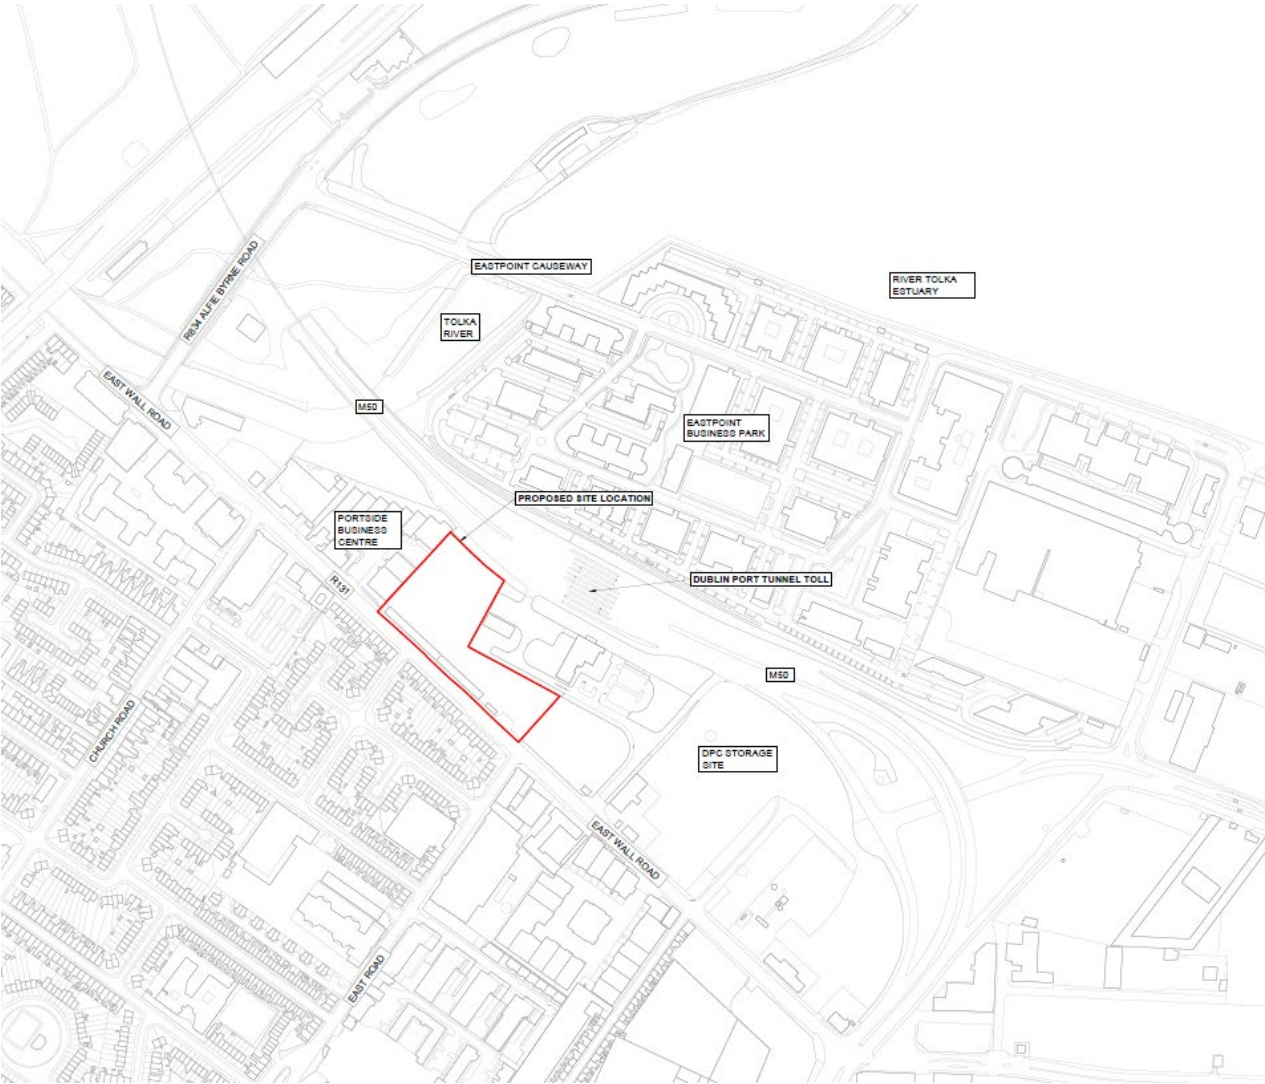 EASTPOINT CAUSEWAY
RIVER TOLKA
ESTUARY
R834 ALFIE BYRNE ROAD
TOLKA
RIVER
EAST WALL ROAD
M50
EASTPOINT
BUSINESS PARK
PROPOSED SITE LOCATION
PORTSIDE
BUSINESS
CENTRE
R131
DUBLIN PORT TUNNEL TOLL
M50
CHURCH ROAD
DPC STORAGE
SITE
EAST WALL ROAD
EAST ROAD